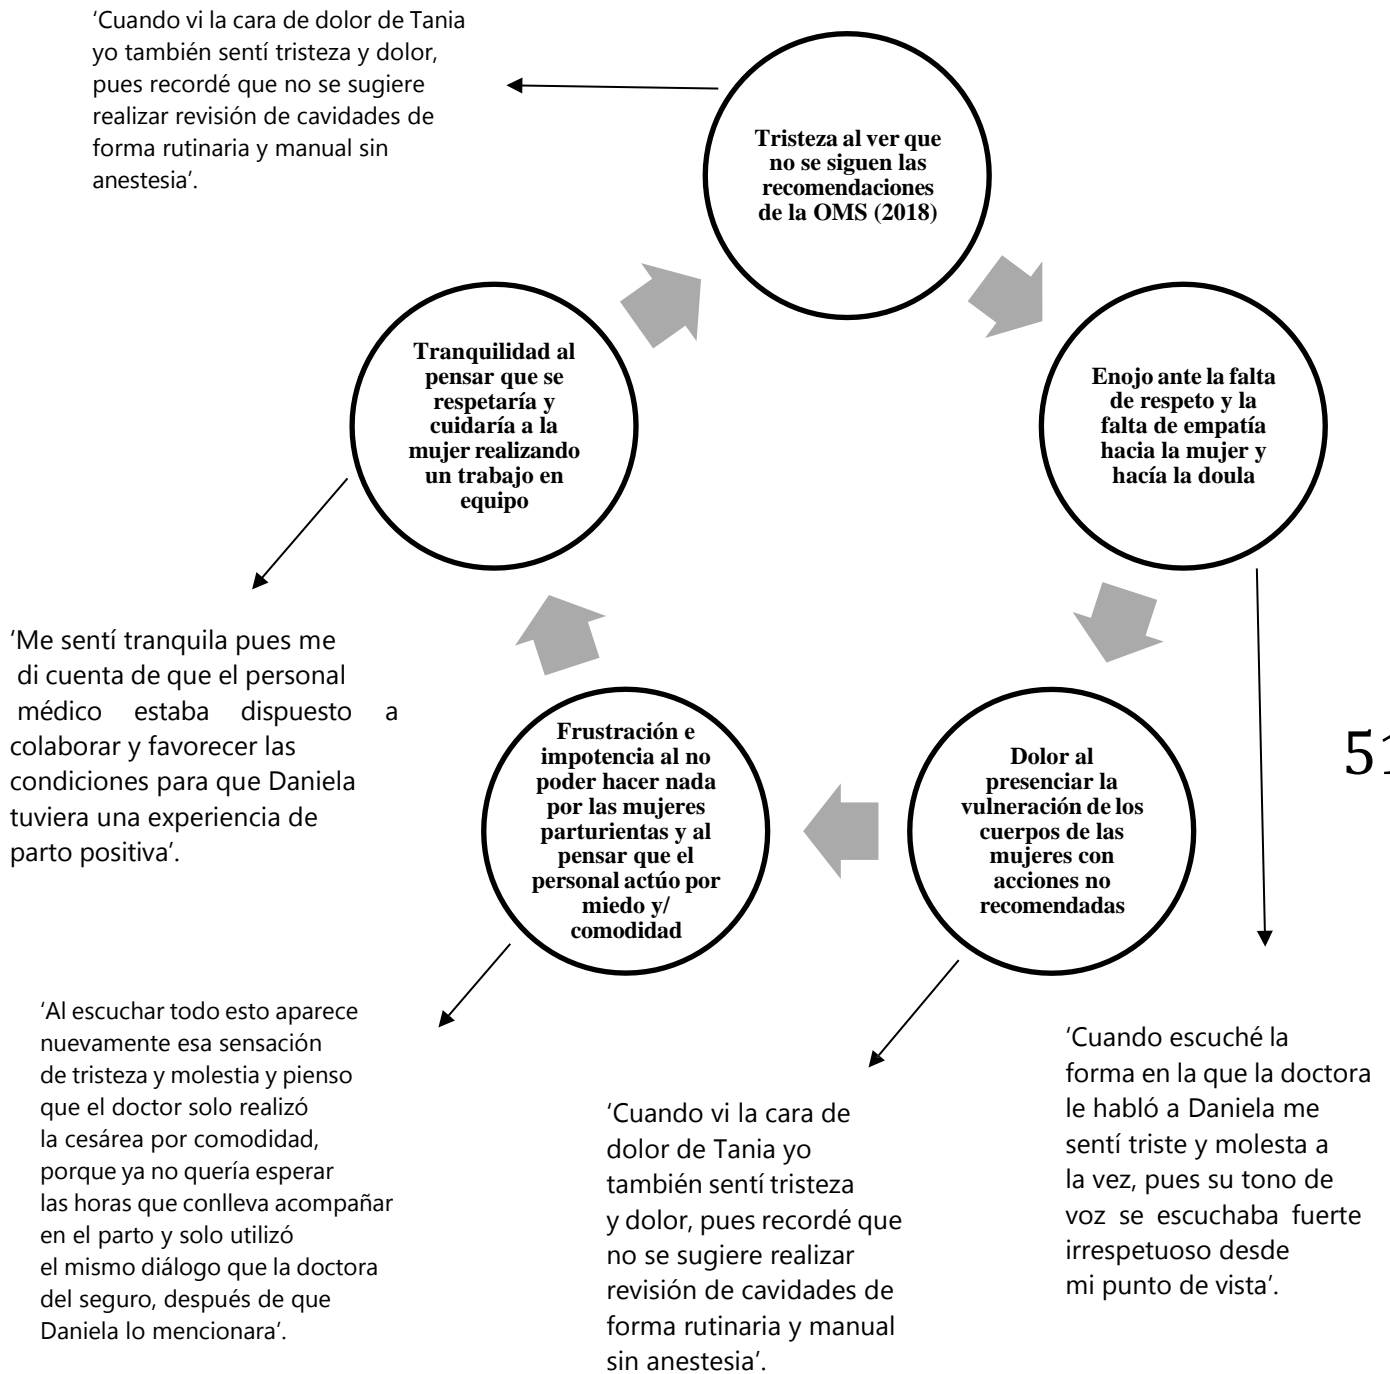 ‘Cuando vi la cara de dolor de Tania
yo también sentí tristeza y dolor,
pues recordé que no se sugiere
realizar revisión de cavidades de
forma rutinaria y manual sin
anestesia’.
Tristeza al ver que
no se siguen las
recomendaciones
de la OMS (2018)
Enojo ante la falta
de respeto y la
falta de empatía
hacia la mujer y
hacía la doula
Tranquilidad al
pensar que se
respetaría y
cuidaría a la
mujer realizando
un trabajo en
equipo
‘Me sentí tranquila pues me
di cuenta de que el personal
médico estaba dispuesto a
colaborar y favorecer las
condiciones para que Daniela
tuviera una experiencia de
parto positiva’.
Frustración e
impotencia al no
poder hacer nada
por las mujeres
parturientas y al
pensar que el
personal actúo por
miedo y/
comodidad
Dolor al
presenciar la
vulneración de los
cuerpos de las
mujeres con
acciones no
recomendadas
51
‘Al escuchar todo esto aparece
nuevamente esa sensación
de tristeza y molestia y pienso
que el doctor solo realizó
la cesárea por comodidad,
porque ya no quería esperar
las horas que conlleva acompañar
en el parto y solo utilizó
el mismo diálogo que la doctora
del seguro, después de que
Daniela lo mencionara’.
‘Cuando vi la cara de
dolor de Tania yo
también sentí tristeza
y dolor, pues recordé que
no se sugiere realizar
revisión de cavidades de
forma rutinaria y manual
sin anestesia’.
‘Cuando escuché la
forma en la que la doctora
le habló a Daniela me
sentí triste y molesta a
la vez, pues su tono de
voz se escuchaba fuerte
irrespetuoso desde
mi punto de vista’.